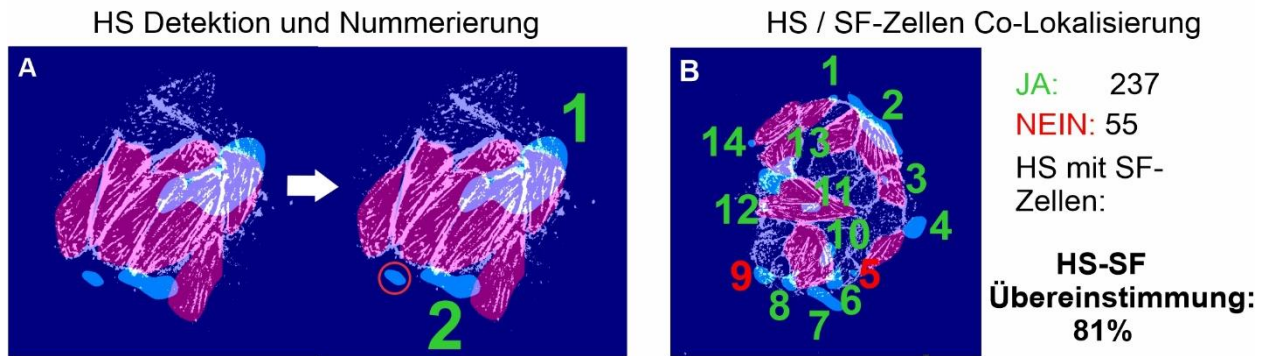 HS Detektion und Nummerierung
HS / SF-Zellen Co-Lokalisierung
A
1
2
B
1
2
14
13
3
11
12
4
10
9
5
8
6
7
JA: 237
NEIN: 55
HS mit SF-
Zellen:
HS-SF
Übereinstimmung:
81%